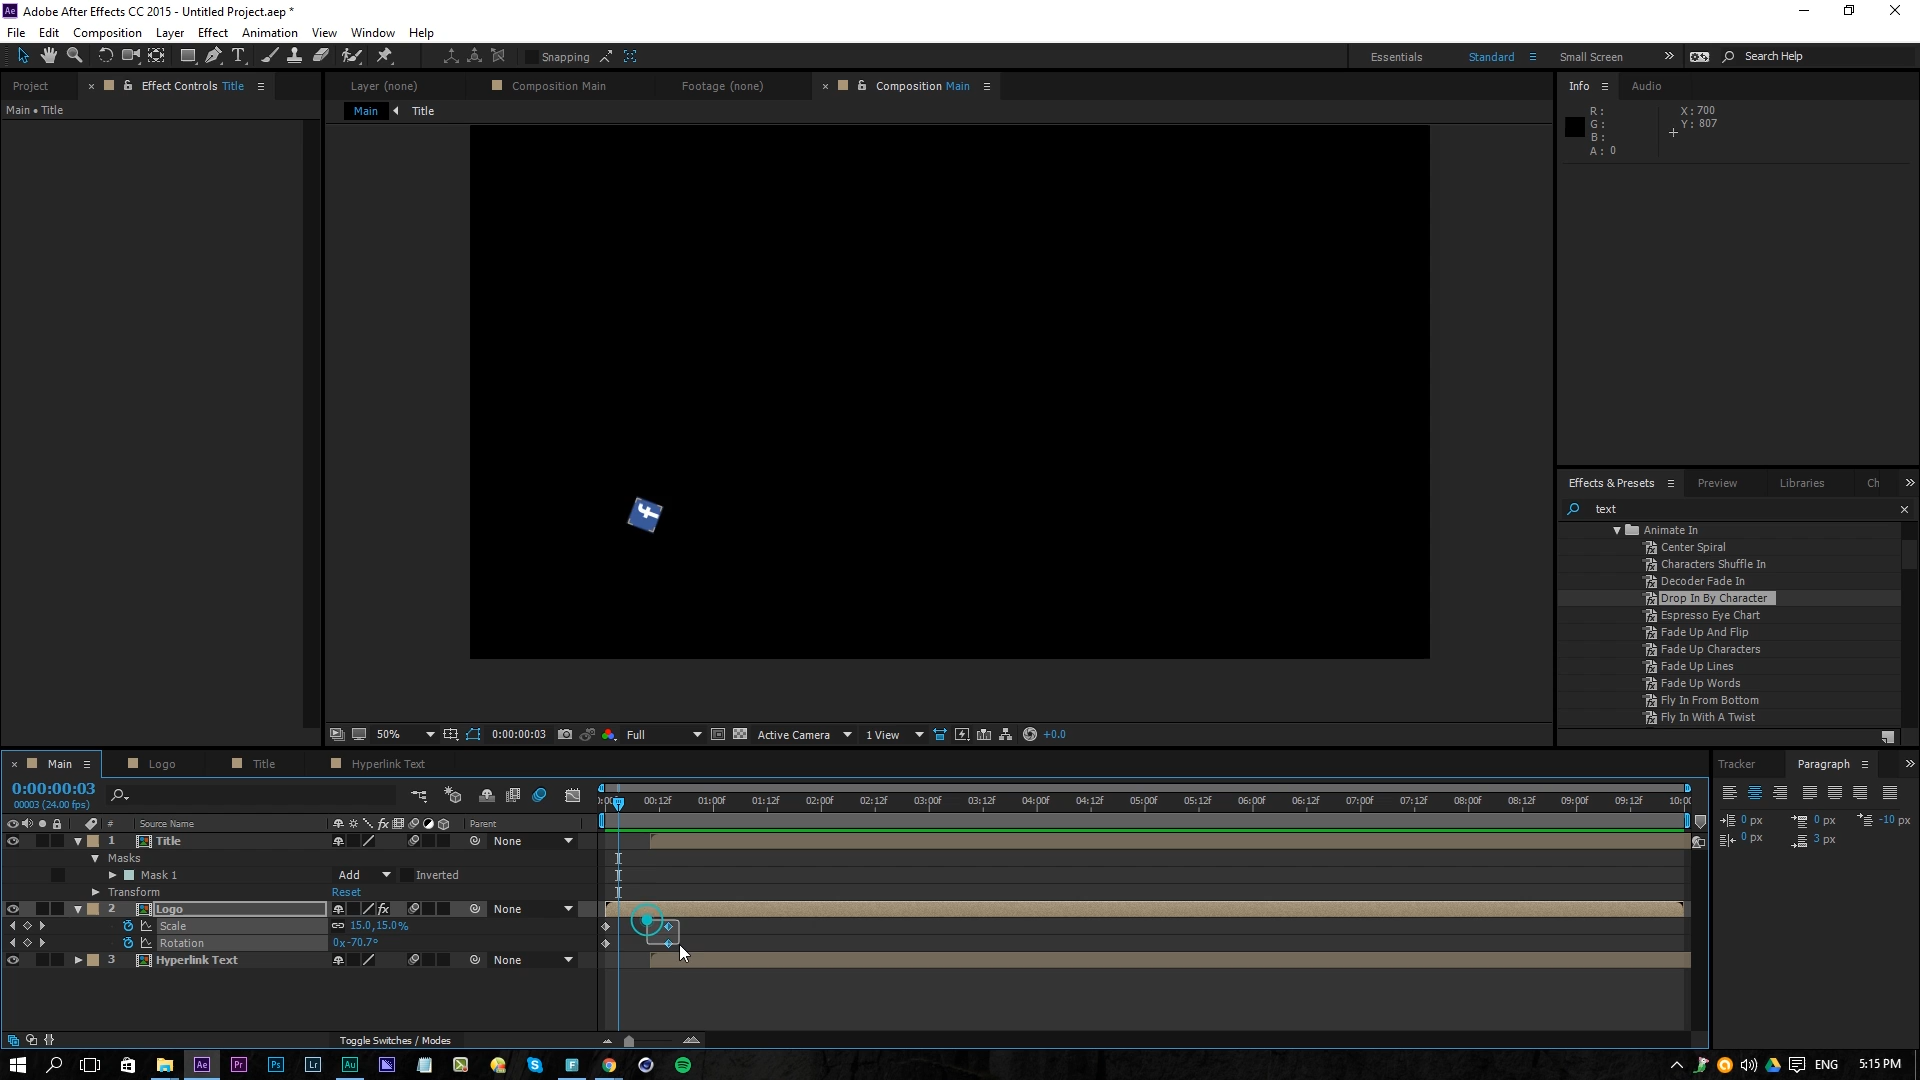 Adobe After Effects CC 2015 - Untitled Project.aep *
File Edit Composition Layer Effect Animation View Window Help
Snapping
Essentials Standard Small Screen Search Help
Project Effect Controls Title
Layer (none) Composition Main Footage (none) Composition Main
Info Audio
Main • Title
Main Title
R:
G:
B:
A: 0
X: 700
Y: 807
Effects & Presets Preview Libraries Ch
text
Animate In
Center Spiral
Characters Shuffle In
Decoder Fade In
Drop In By Character
Espresso Eye Chart
Fade Up And Flip
Fade Up Characters
Fade Up Lines
Fade Up Words
Fly In From Bottom
Fly In With A Twist
50% 0:00:00:03 Full Active Camera 1 View +0.0
Main Logo Title Hyperlink Text
Tracker Paragraph
0:00:00:03
00003 (24.00 fps)
00:12f 01:00f 01:12f 02:00f 02:12f 03:00f 03:12f 04:00f 04:12f 05:00f 05:12f 06:00f 06:12f 07:00f 07:12f 08:00f 08:12f 09:00f 09:12f
# Source Name Parent
0 px 0 px -10 px
0 px 3 px
1 Title None
Masks
Mask 1 Add Inverted
Transform Reset
2 Logo None
Scale 15.0,15.0%
Rotation 0x-70.7°
3 Hyperlink Text None
Toggle Switches / Modes
ENG 5:15 PM